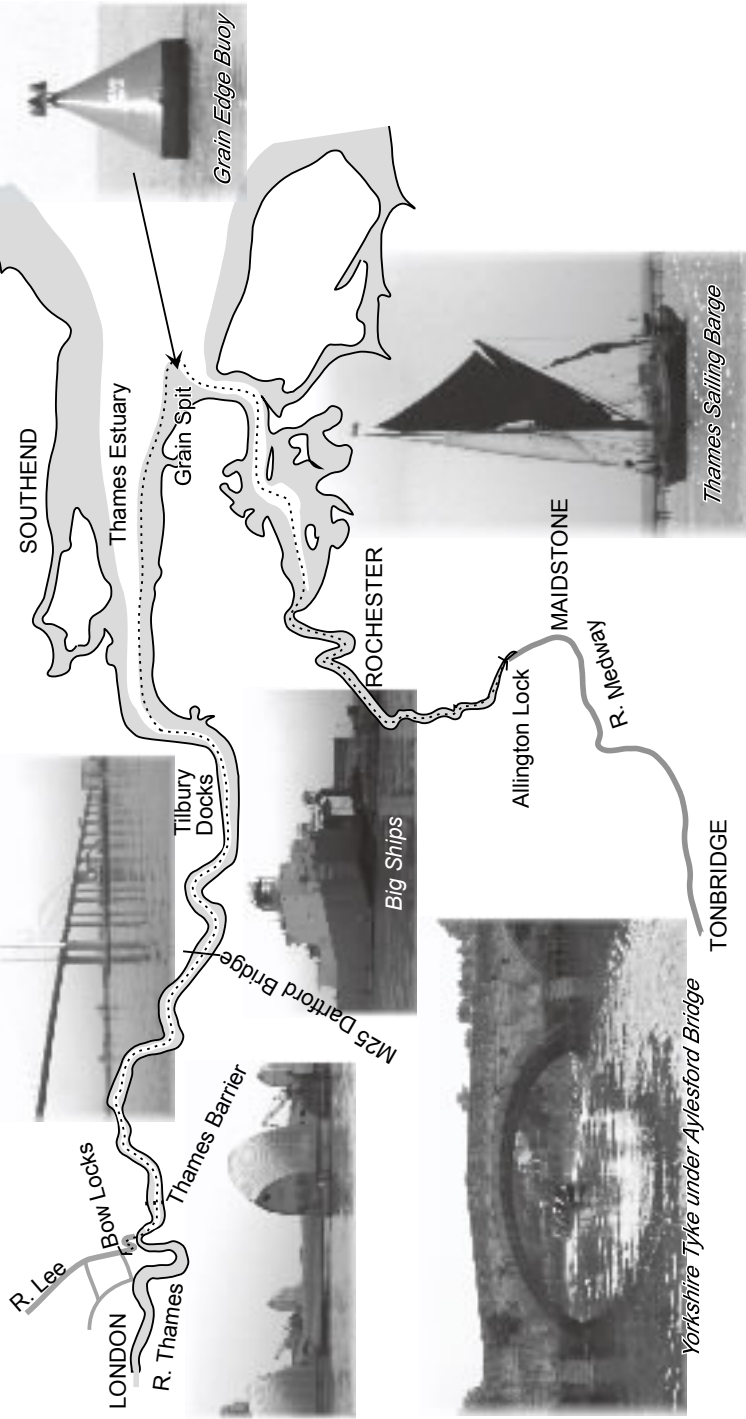 Grain Edge Buoy
SOUTHEND
Thames Estuary
Grain Spit
Thames Sailing Barge
ROCHESTER
MAIDSTONE
R. Medway
Allington Lock
TONBRIDGE
Tilbury
Docks
Big Ships
M25 Dartford Bridge
Thames Barrier
Bow Locks
R. Lee
LONDON
R. Thames
Yorkshire Tyke under Aylesford Bridge